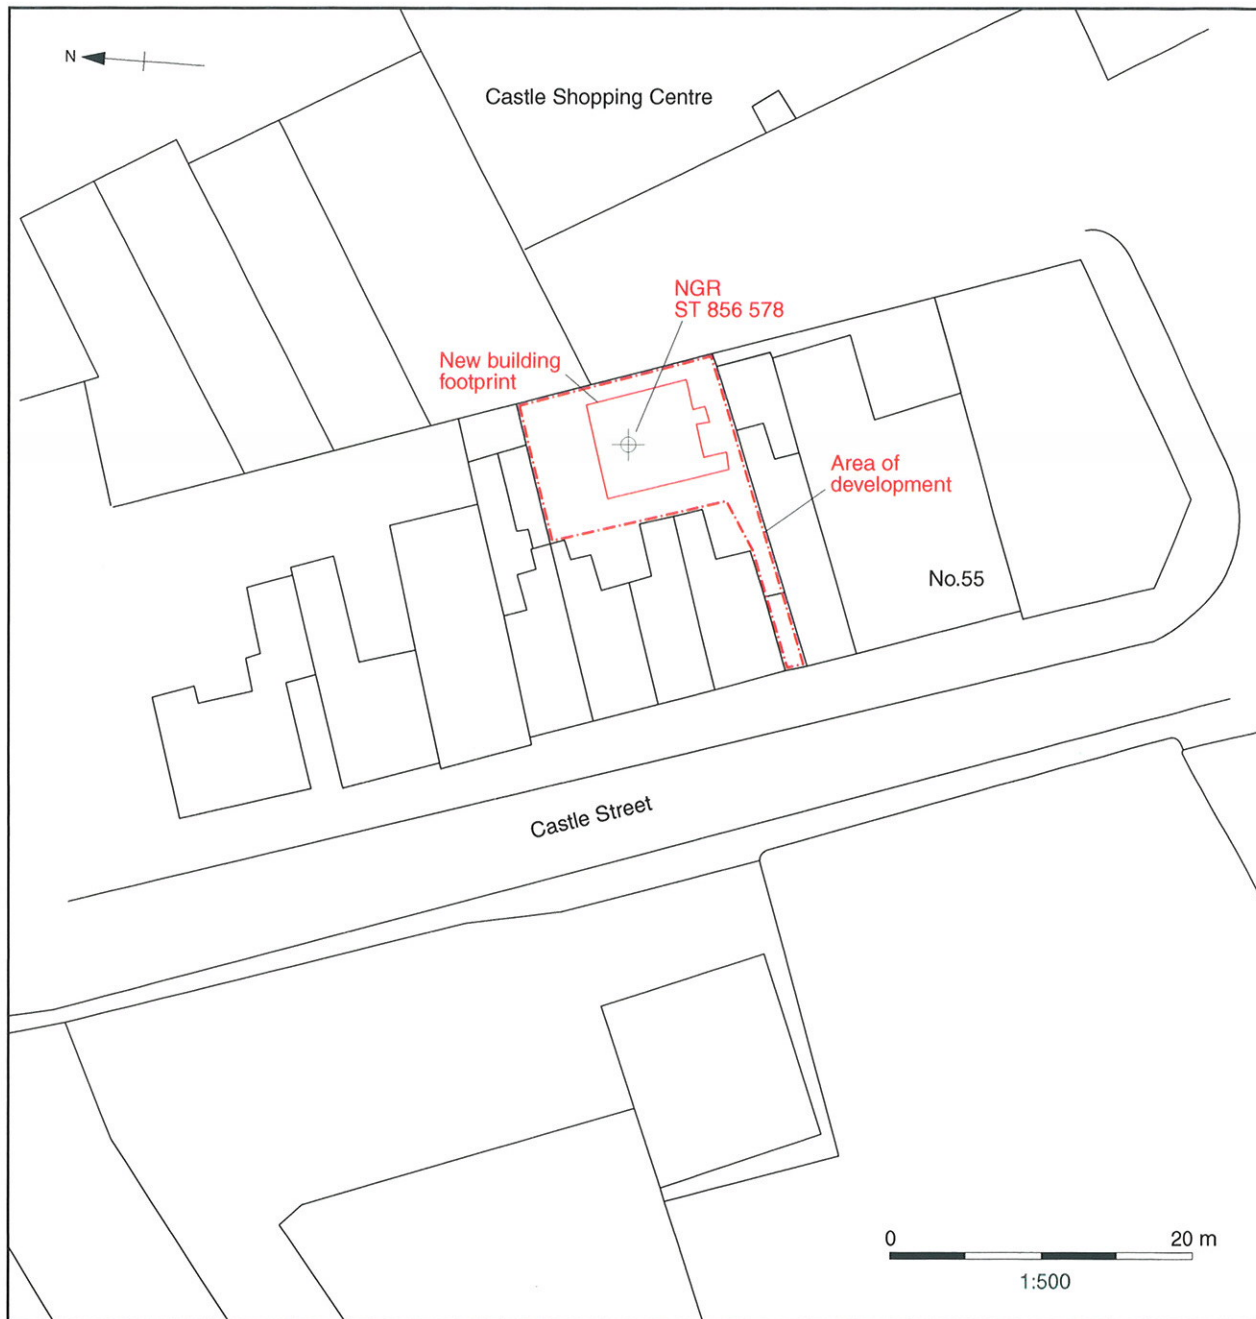 N
Castle Shopping Centre
NGR
ST 856 578
New building
footprint
Area of
development
No.55
Castle Street
0 20 m
1:500